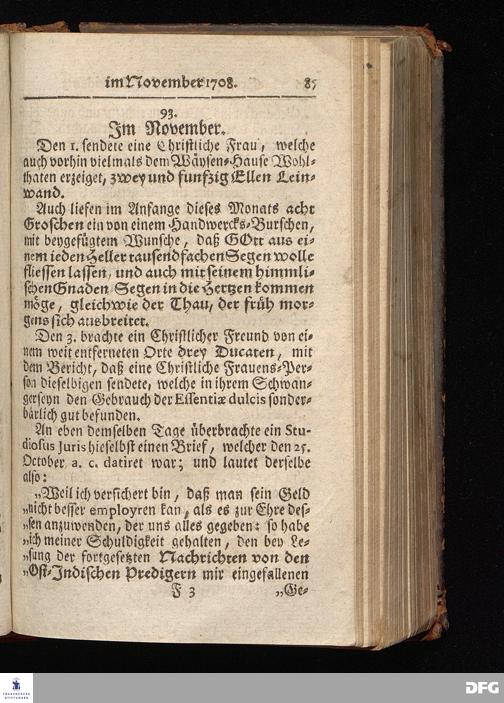 im November 1708. 85
93.
Im November.
Den 1. sendete eine Christliche Frau, welche
auch vorhin vielmals dem Wäysen-Hause Wohl-
thaten erzeiget, zwey und funfzig Ellen Lein-
wand.
Auch liefen im Anfange dieses Monats acht
Groschen ein von einem Handwercks-Burschen,
mit beygefügtem Wunsche, daß GOtt aus ei-
nem ieden Heller tausendfachen Segen wolle
fliessen lassen, und auch mit seinem himmli-
schen Gnaden-Segen in die Hertzen kommen
möge, gleichwie der Thau, der früh mor-
gens sich ausbreitet.
Den 3. brachte ein Christlicher Freund von ei-
nem weit entferneten Orte drey Ducaten, mit
dem Bericht, daß eine Christliche Frauens-Per-
son dieselbigen sendete, welche in ihrem Schwan-
gerseyn den Gebrauch der Essentiæ dulcis sonder-
bärlich gut befunden.
An eben demselben Tage überbrachte ein Stu-
diosus Juris hieselbst einen Brief, welcher den 25.
October a. c. datiret war; und lautet derselbe
also:
„Weil ich versichert bin, daß man sein Geld
„nicht besser employren kan, als es zur Ehre des-
„sen anzuwenden, der uns alles gegeben: so habe
„ich meiner Schuldigkeit gehalten, den bey Le-
„sung der fortgesetzten Nachrichten von den
„Ost-Indischen Predigern mir eingefallenen
F 3 „Ge-
FRANCKESCHE
STIFTUNGEN
DFG